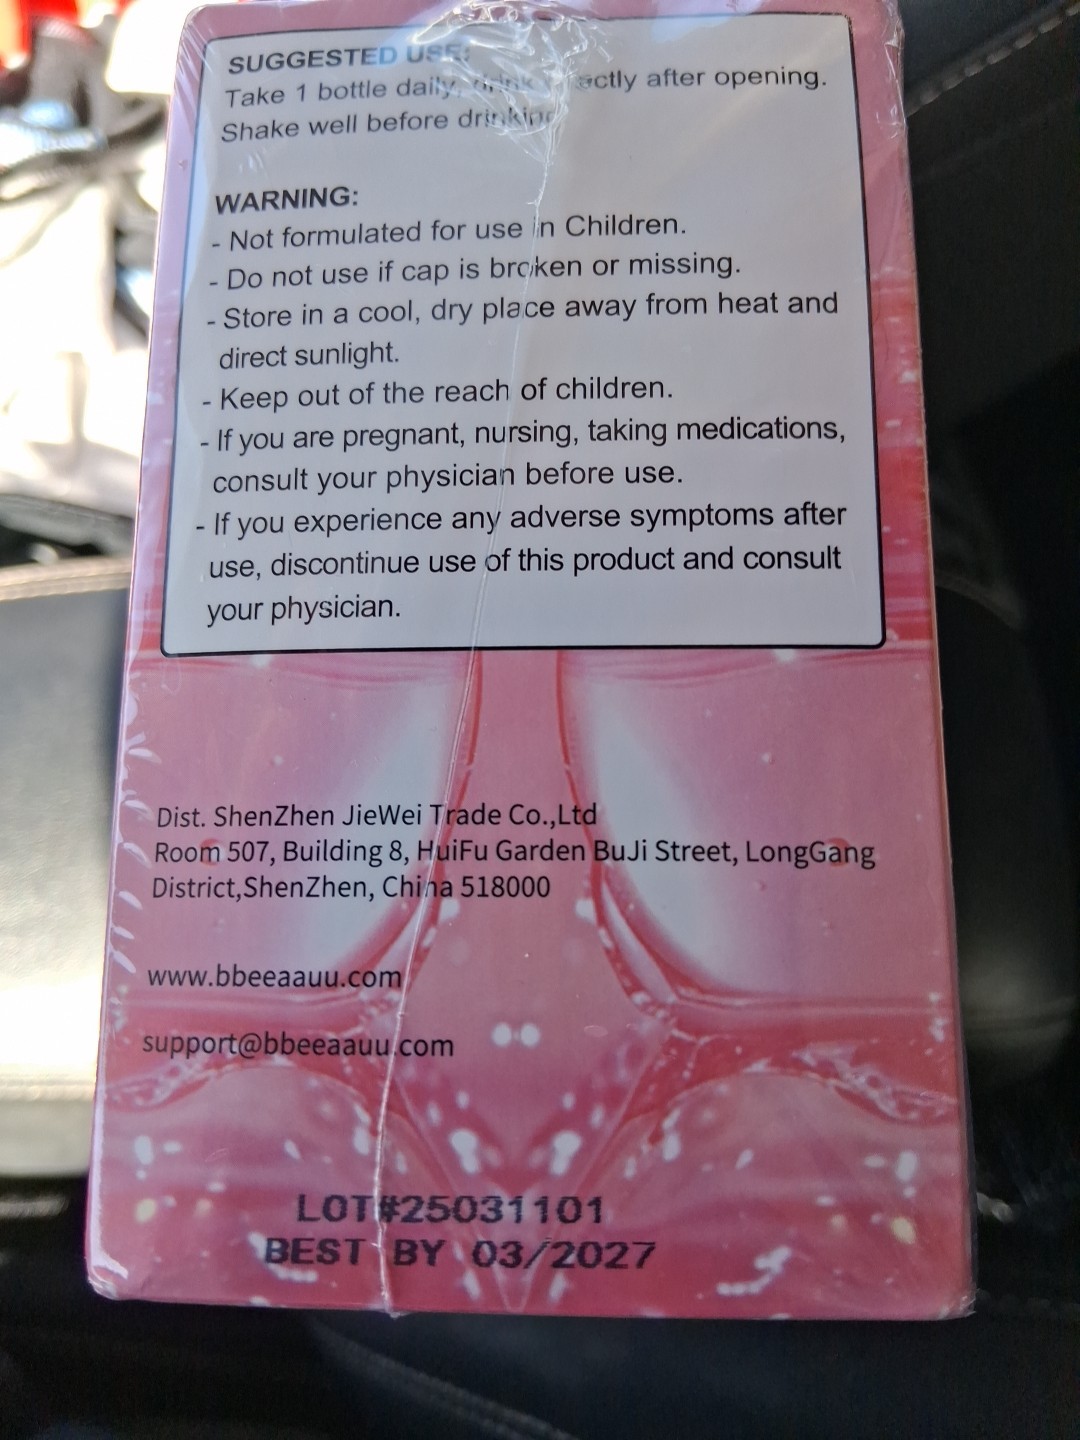 SUGGESTED USE:
Take 1 bottle daily, drink directly after opening.
Shake well before drinking
WARNING:
- Not formulated for use in Children.
- Do not use if cap is broken or missing.
- Store in a cool, dry place away from heat and
direct sunlight.
- Keep out of the reach of children.
- If you are pregnant, nursing, taking medications,
consult your physician before use.
- If you experience any adverse symptoms after
use, discontinue use of this product and consult
your physician.
Dist. ShenZhen JieWei Trade Co.,Ltd
Room 507, Building 8, HuiFu Garden BuJi Street, LongGang
District,ShenZhen, China 518000
www.bbeeaauu.com
support@bbeeaauu.com
LOT#25031101
BEST BY 03/2027